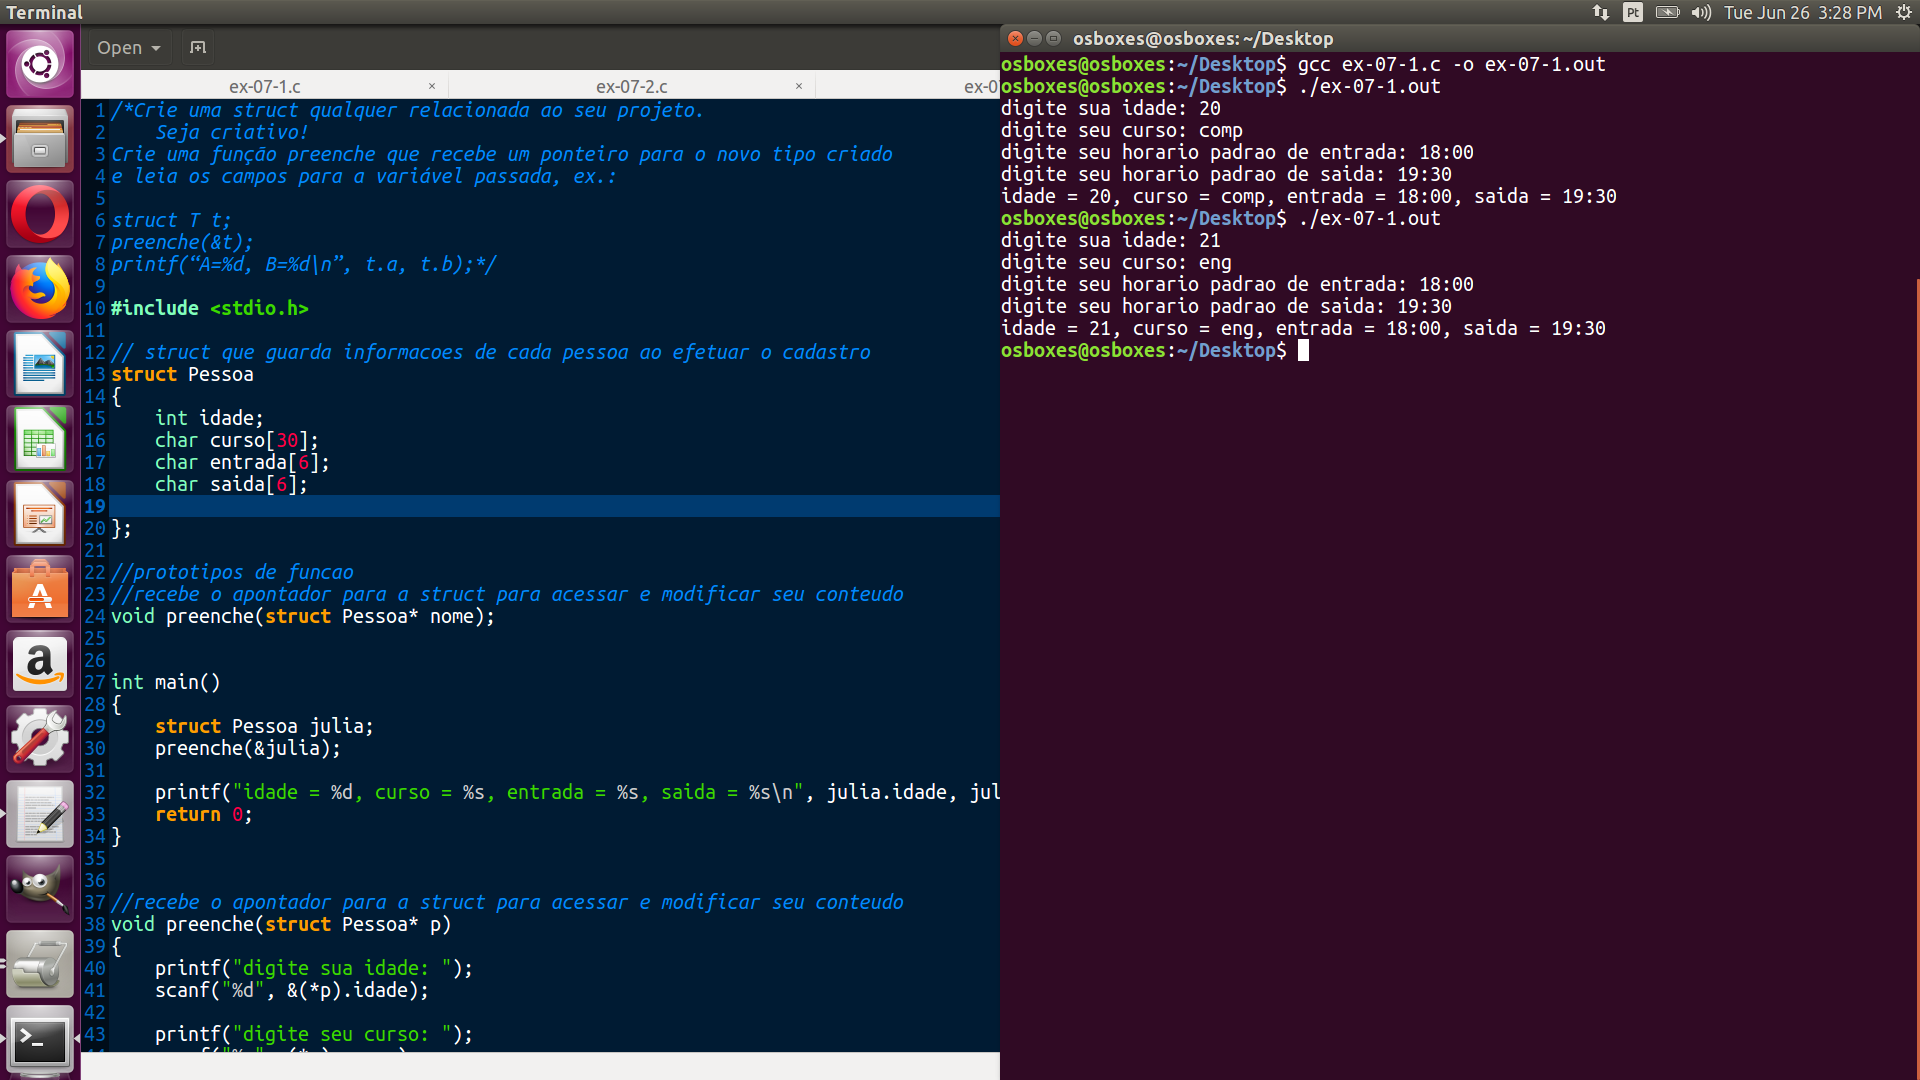 Terminal
Pt
Tue Jun 26 3:28 PM
Open
ex-07-1.c ×
ex-07-2.c ×
ex-0
1 /*Crie uma struct qualquer relacionada ao seu projeto.
2 Seja criativo!
3 Crie uma função preenche que recebe um ponteiro para o novo tipo criado
4 e leia os campos para a variável passada, ex.:
5
6 struct T t;
7 preenche(&t);
8 printf(“A=%d, B=%d\n”, t.a, t.b);*/
9
10 #include <stdio.h>
11
12 // struct que guarda informacoes de cada pessoa ao efetuar o cadastro
13 struct Pessoa
14 {
15 int idade;
16 char curso[30];
17 char entrada[6];
18 char saida[6];
19
20 };
21
22 //prototipos de funcao
23 //recebe o apontador para a struct para acessar e modificar seu conteudo
24 void preenche(struct Pessoa* nome);
25
26
27 int main()
28 {
29 struct Pessoa julia;
30 preenche(&julia);
31
32 printf("idade = %d, curso = %s, entrada = %s, saida = %s\n", julia.idade, jul
33 return 0;
34 }
35
36
37 //recebe o apontador para a struct para acessar e modificar seu conteudo
38 void preenche(struct Pessoa* p)
39 {
40 printf("digite sua idade: ");
41 scanf("%d", &(*p).idade);
42
43 printf("digite seu curso: ");
osboxes@osboxes: ~/Desktop
osboxes@osboxes:~/Desktop$ gcc ex-07-1.c -o ex-07-1.out
osboxes@osboxes:~/Desktop$ ./ex-07-1.out
digite sua idade: 20
digite seu curso: comp
digite seu horario padrao de entrada: 18:00
digite seu horario padrao de saida: 19:30
idade = 20, curso = comp, entrada = 18:00, saida = 19:30
osboxes@osboxes:~/Desktop$ ./ex-07-1.out
digite sua idade: 21
digite seu curso: eng
digite seu horario padrao de entrada: 18:00
digite seu horario padrao de saida: 19:30
idade = 21, curso = eng, entrada = 18:00, saida = 19:30
osboxes@osboxes:~/Desktop$